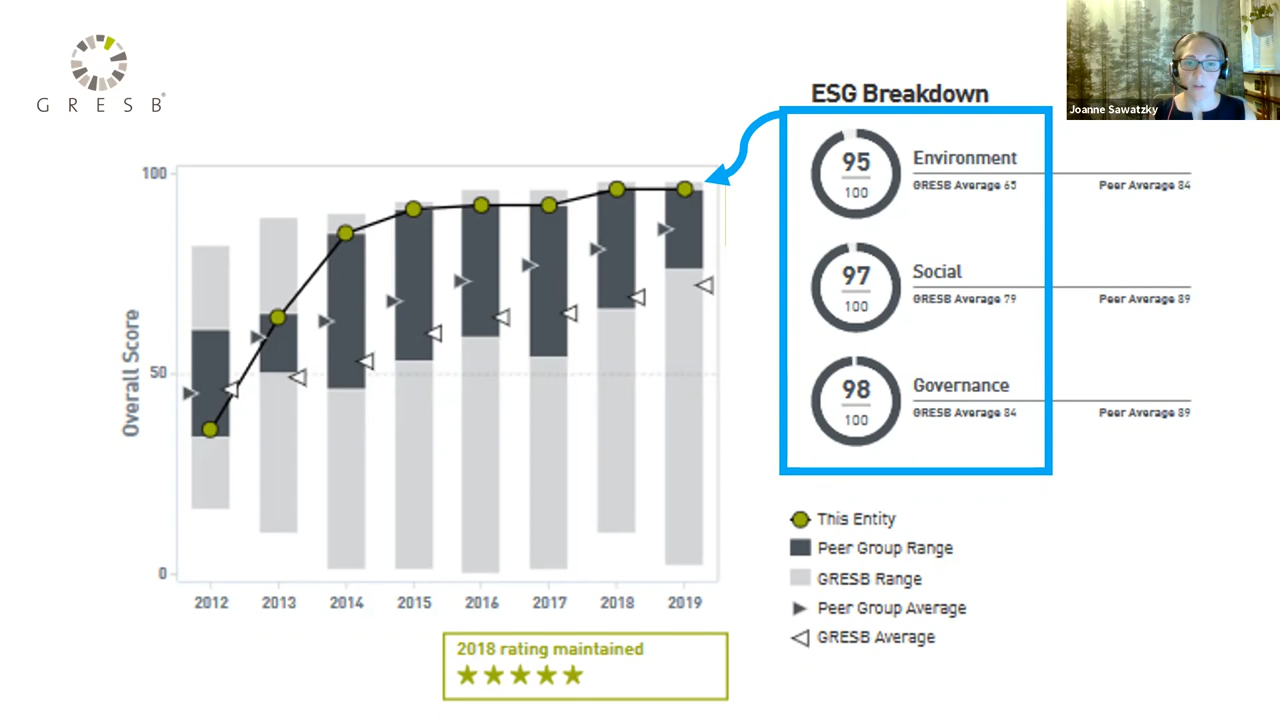 GRESB®
Joanne Sawatzky
ESG Breakdown
95
100
Environment
GRESB Average 65
Peer Average 84
97
100
Social
GRESB Average 79
Peer Average 89
98
100
Governance
GRESB Average 84
Peer Average 89
Overall Score
100
50
0
2012 2013 2014 2015 2016 2017 2018 2019
This Entity
Peer Group Range
GRESB Range
Peer Group Average
GRESB Average
2018 rating maintained